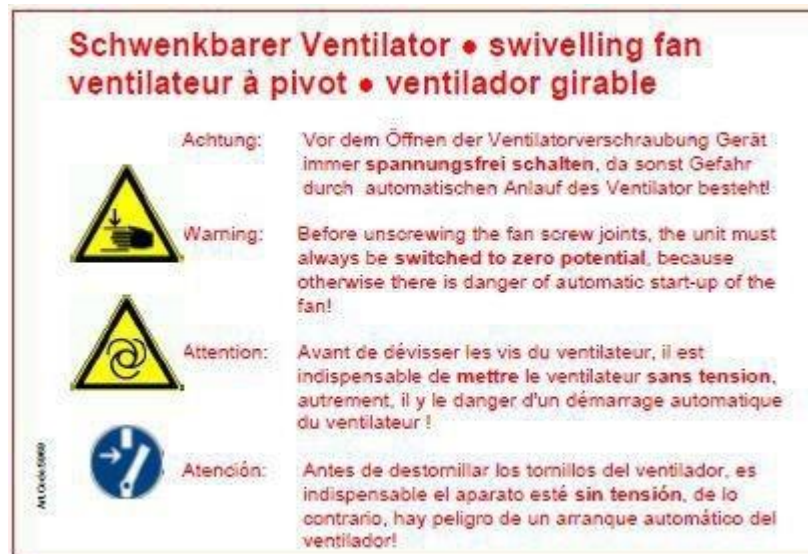 Schwenkbarer Ventilator ● swivelling fan
ventilateur à pivot ● ventilador girable
Achtung: Vor dem Öffnen der Ventilatorverschraubung Gerät
immer spannungsfrei schalten, da sonst Gefahr
durch automatischen Anlauf des Ventilator besteht!
Warning: Before unscrewing the fan screw joints, the unit must
always be switched to zero potential, because
otherwise there is danger of automatic start-up of the
fan!
Attention: Avant de dévisser les vis du ventilateur, il est
indispensable de mettre le ventilateur sans tension,
autrement, il y le danger d'un démarrage automatique
du ventilateur !
Atención: Antes de destornillar los tornillos del ventilador, es
indispensable el aparato esté sin tensión, de lo
contrario, hay peligro de un arranque automático del
ventilador!